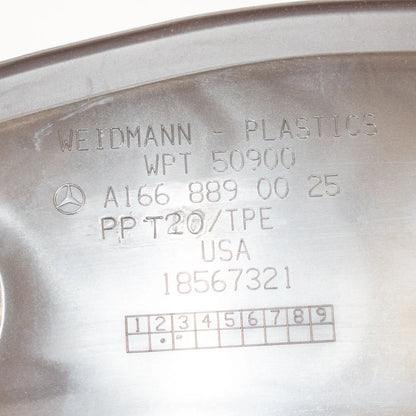 WEIDMANN - PLASTICS
WPT 50900
A166 889 00 25
PP T20/TPE
USA
18567321
1 2 3 4 5 6 7 8 9